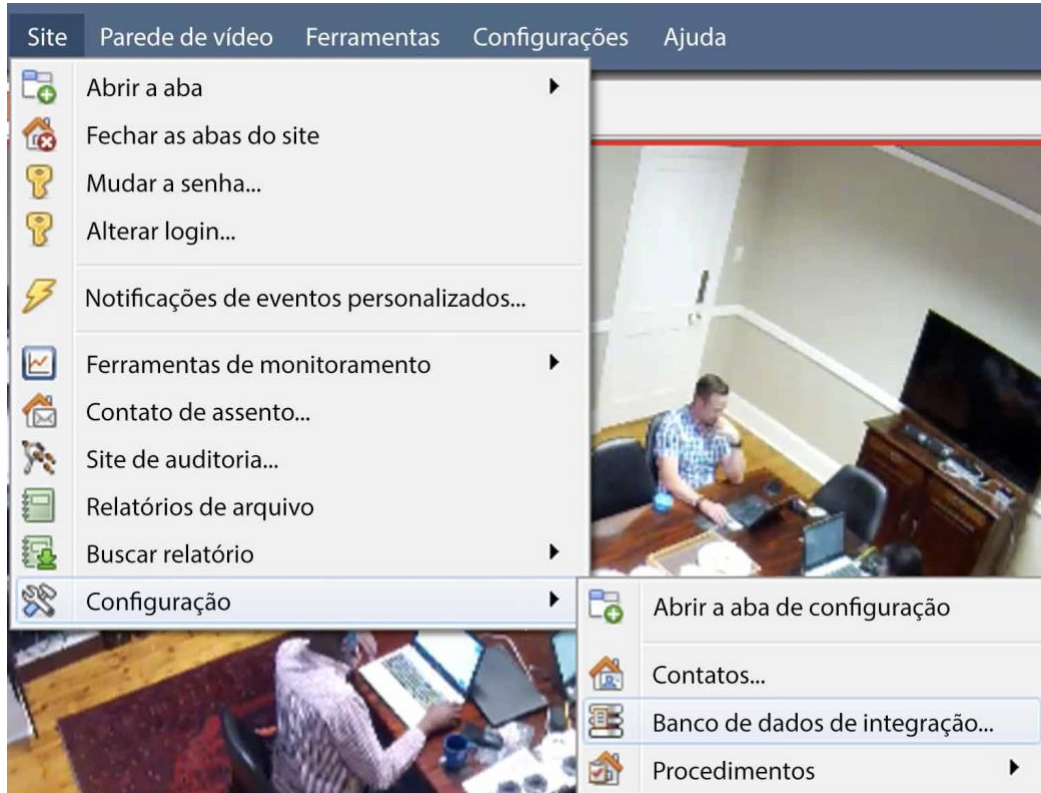 Site Parede de vídeo Ferramentas Configurações Ajuda
Abrir a aba
Fechar as abas do site
Mudar a senha...
Alterar login...
Notificações de eventos personalizados...
Ferramentas de monitoramento
Contato de assento...
Site de auditoria...
Relatórios de arquivo
Buscar relatório
Configuração
Abrir a aba de configuração
Contatos...
Banco de dados de integração...
Procedimentos